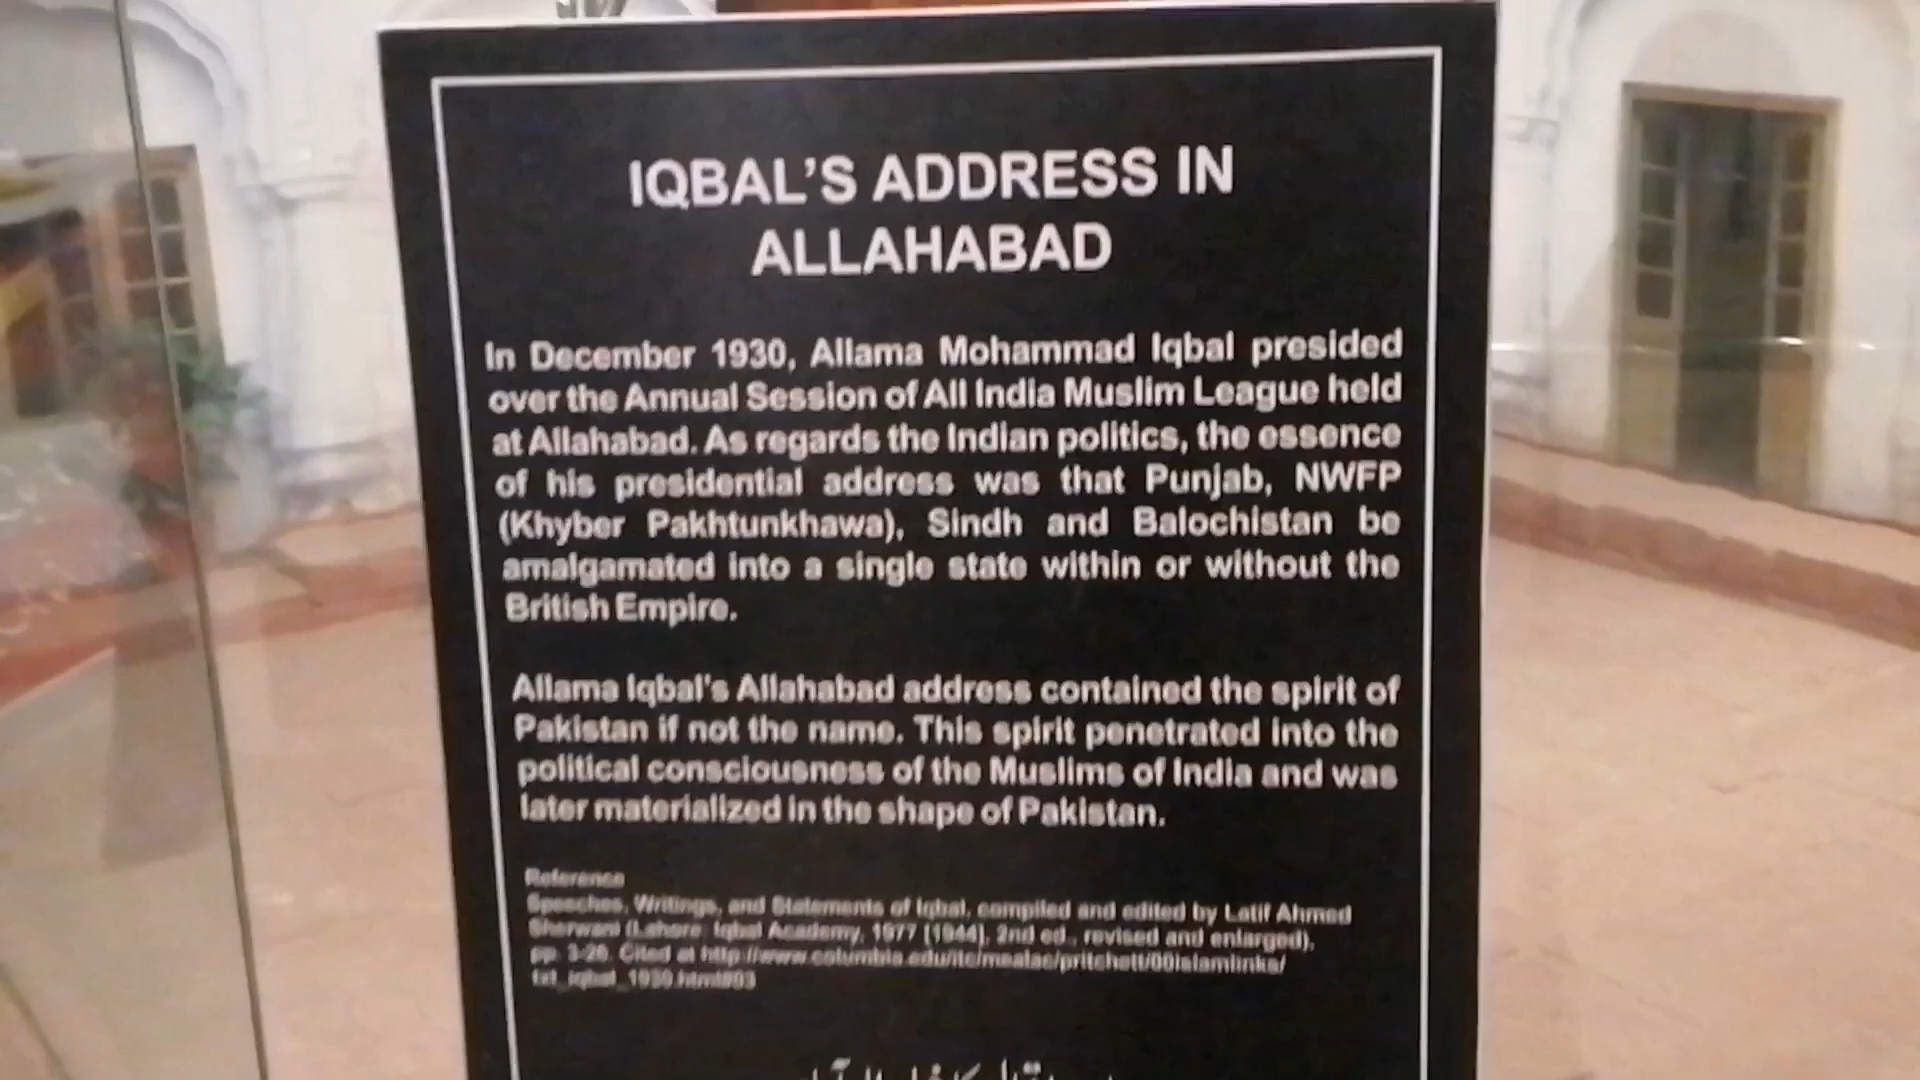 IQBAL'S ADDRESS IN
ALLAHABAD
In December 1930, Allama Mohammad Iqbal presided
over the Annual Session of All India Muslim League held
at Allahabad. As regards the Indian politics, the essence
of his presidential address was that Punjab, NWFP
(Khyber Pakhtunkhawa), Sindh and Balochistan be
amalgamated into a single state within or without the
British Empire.
Allama Iqbal's Allahabad address contained the spirit of
Pakistan if not the name. This spirit penetrated into the
political consciousness of the Muslims of India and was
later materialized in the shape of Pakistan.
Reference
Speeches, Writings, and Statements of Iqbal, compiled and edited by Latif Ahmed
Sherwani (Lahore: Iqbal Academy, 1977 [1944], 2nd ed., revised and enlarged),
pp. 3-26. Cited at http://www.columbia.edu/itc/mealac/pritchett/00islamlinks/
txt_iqbal_1930.html#03